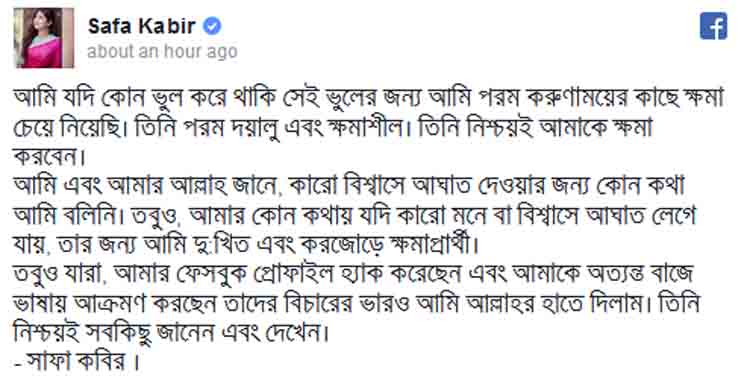 Safa Kabir
about an hour ago
আমি যদি কোন ভুল করে থাকি সেই ভুলের জন্য আমি পরম করুণাময়ের কাছে ক্ষমা
চেয়ে নিয়েছি। তিনি পরম দয়ালু এবং ক্ষমাশীল। তিনি নিশ্চয়ই আমাকে ক্ষমা
করবেন।
আমি এবং আমার আল্লাহ জানে, কারো বিশ্বাসে আঘাত দেওয়ার জন্য কোন কথা
আমি বলিনি। তবুও, আমার কোন কথায় যদি কারো মনে বা বিশ্বাসে আঘাত লেগে
যায়, তার জন্য আমি দু:খিত এবং করজোড়ে ক্ষমাপ্রার্থী।
তবুও যারা, আমার ফেসবুক প্রোফাইল হ্যাক করেছেন এবং আমাকে অত্যন্ত বাজে
ভাষায় আক্রমণ করছেন তাদের বিচারের ভারও আমি আল্লাহর হাতে দিলাম। তিনি
নিশ্চয়ই সবকিছু জানেন এবং দেখেন।
- সাফা কবির ।